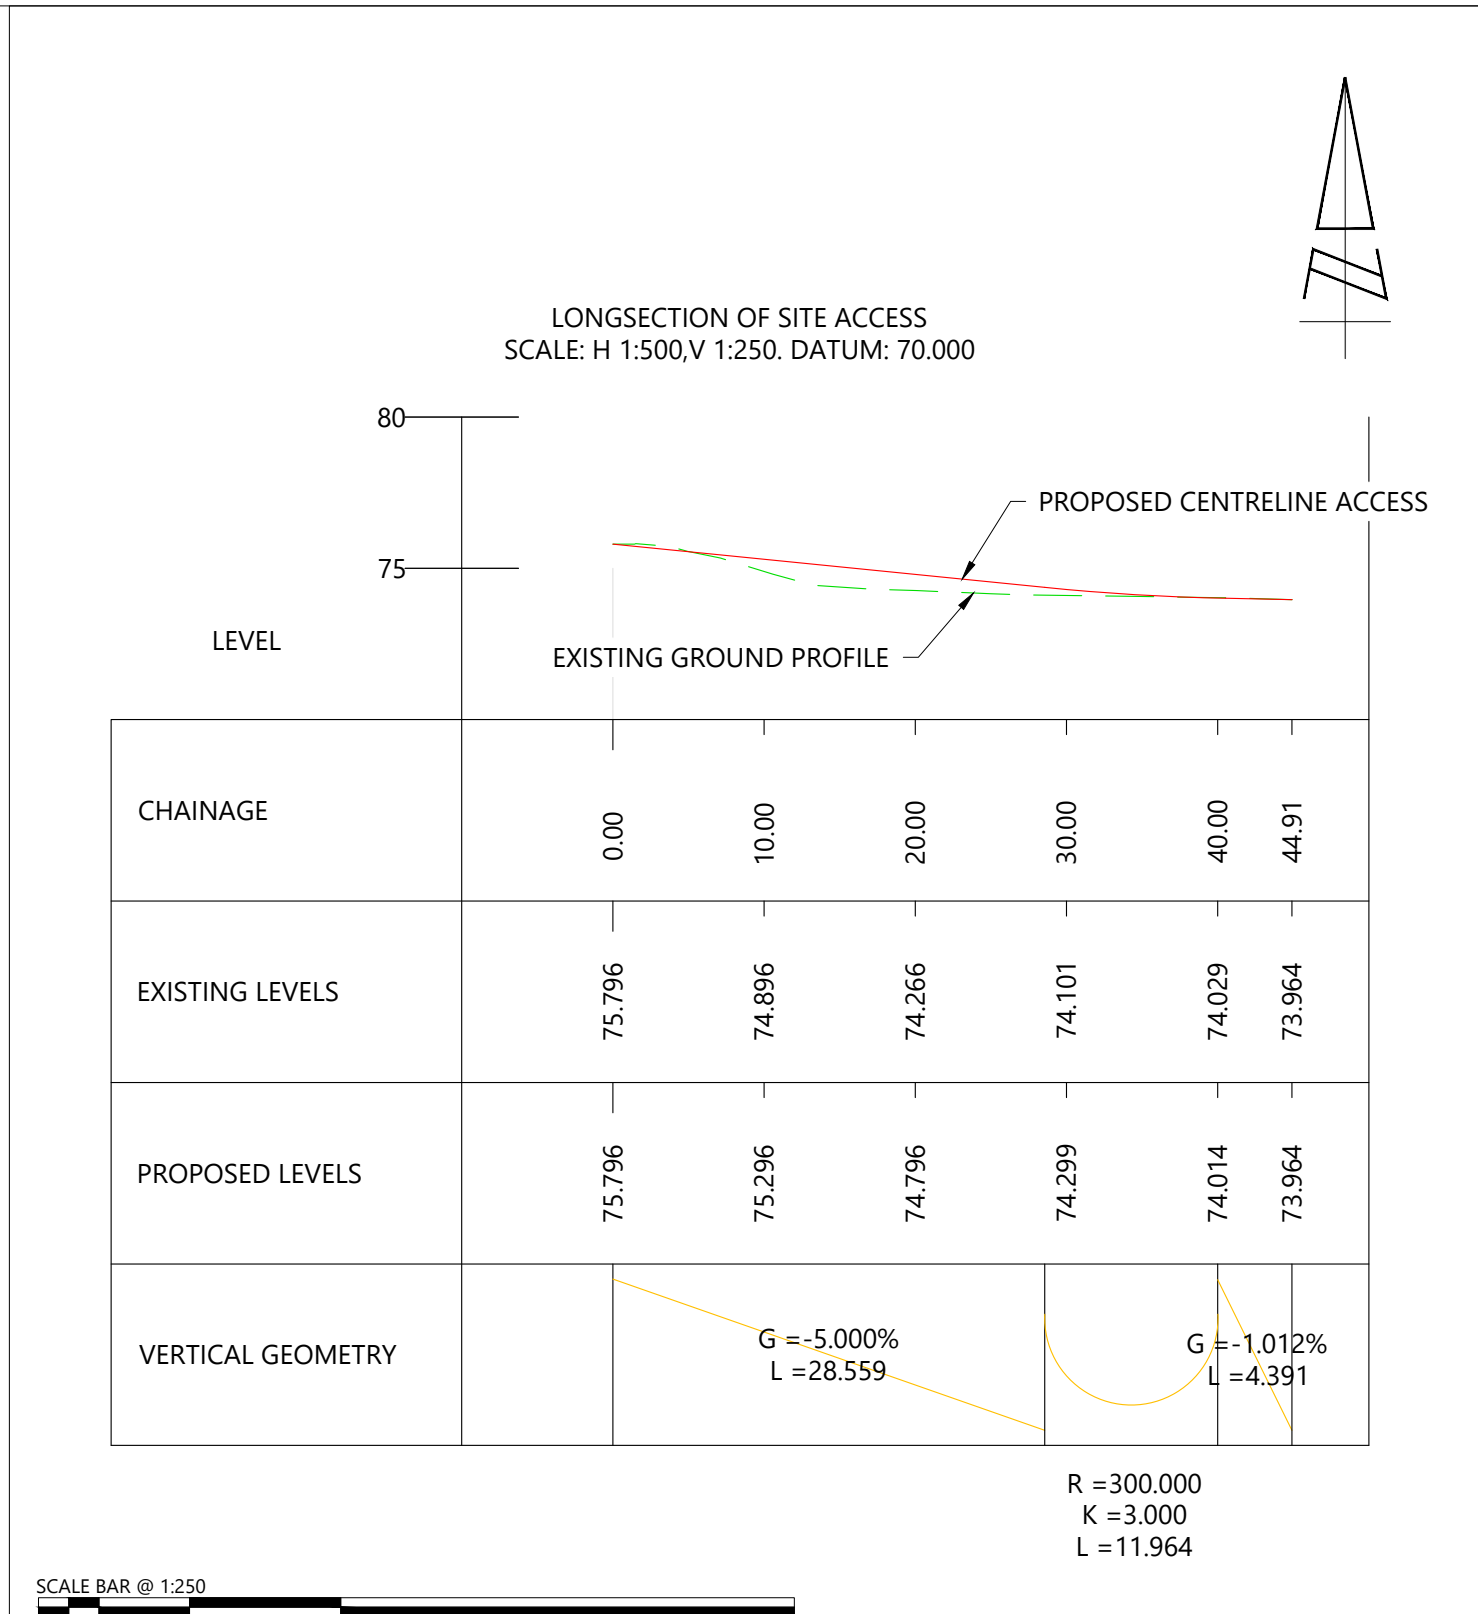 LONGSECTION OF SITE ACCESS
SCALE: H 1:500,V 1:250. DATUM: 70.000
80
PROPOSED CENTRELINE ACCESS
75
LEVEL
EXISTING GROUND PROFILE
CHAINAGE
0.00
10.00
20.00
30.00
40.00
44.91
EXISTING LEVELS
75.796
74.896
74.266
74.101
74.029
73.964
PROPOSED LEVELS
75.796
75.296
74.796
74.299
74.014
73.964
VERTICAL GEOMETRY
G =-5.000%
L =28.559
G =-1.012%
L =4.391
R =300.000
K =3.000
L =11.964
SCALE BAR @ 1:250